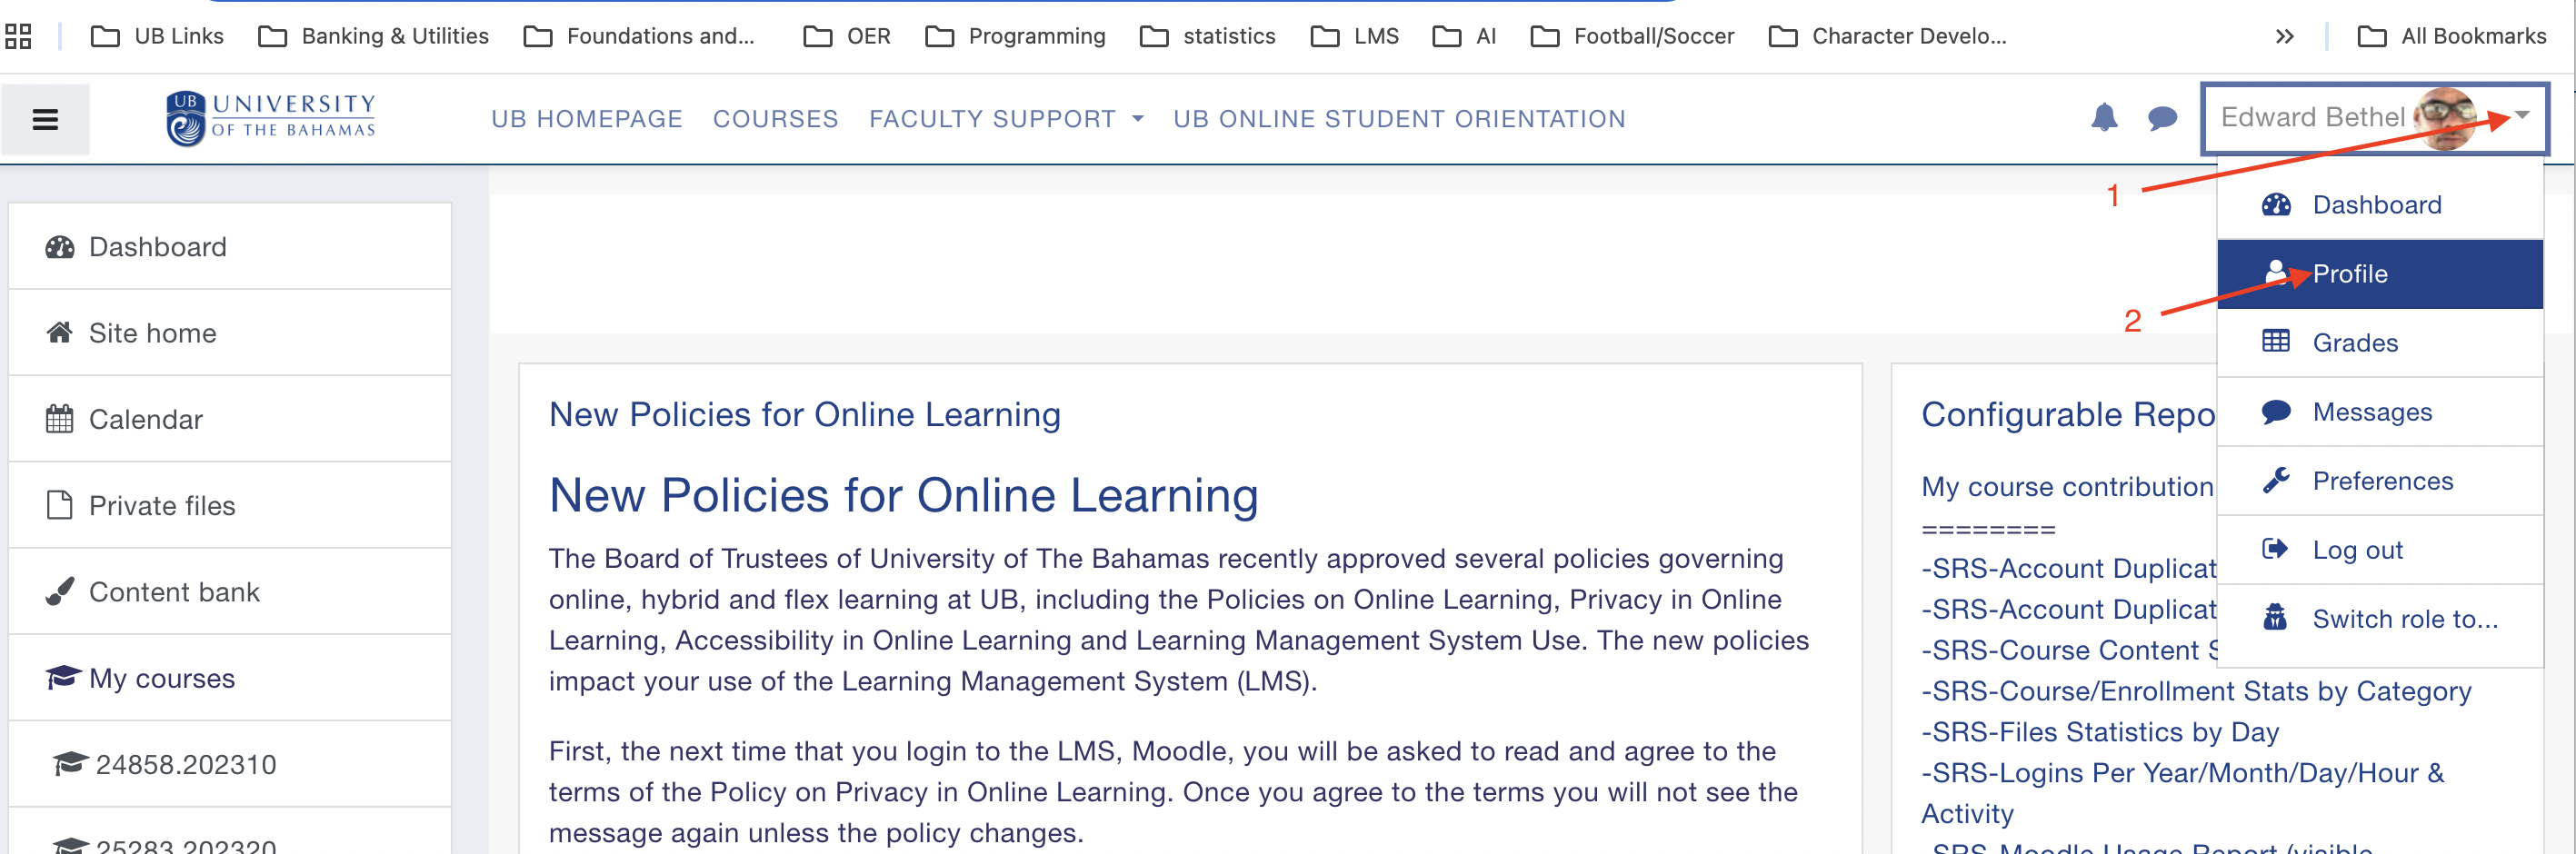 UB Links
Banking & Utilities
Foundations and...
OER
Programming
statistics
LMS
AI
Football/Soccer
Character Develo...
»
All Bookmarks
UB
UNIVERSITY
OF THE BAHAMAS
UB HOMEPAGE
COURSES
FACULTY SUPPORT
UB ONLINE STUDENT ORIENTATION
Edward Bethel
1
2
Dashboard
Profile
Grades
Messages
Preferences
Log out
Switch role to...
Dashboard
Site home
Calendar
Private files
Content bank
My courses
24858.202310
25283.202320
New Policies for Online Learning
New Policies for Online Learning
The Board of Trustees of University of The Bahamas recently approved several policies governing
online, hybrid and flex learning at UB, including the Policies on Online Learning, Privacy in Online
Learning, Accessibility in Online Learning and Learning Management System Use. The new policies
impact your use of the Learning Management System (LMS).
First, the next time that you login to the LMS, Moodle, you will be asked to read and agree to the
terms of the Policy on Privacy in Online Learning. Once you agree to the terms you will not see the
message again unless the policy changes.
Configurable Repo
My course contribution
========
-SRS-Account Duplicat
-SRS-Account Duplicat
-SRS-Course Content S
-SRS-Course/Enrollment Stats by Category
-SRS-Files Statistics by Day
-SRS-Logins Per Year/Month/Day/Hour &
Activity
-SRS-Moodle Usage Report (visible